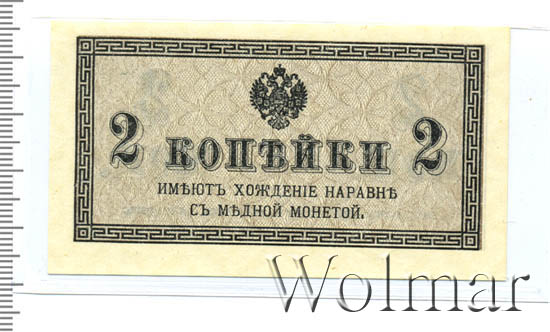 2 КОПѢЙКИ 2
ИМѢЮТЪ ХОЖДЕНІЕ НАРАВНѢ
СЪ МѢДНОЙ МОНЕТОЙ.
Wolmar